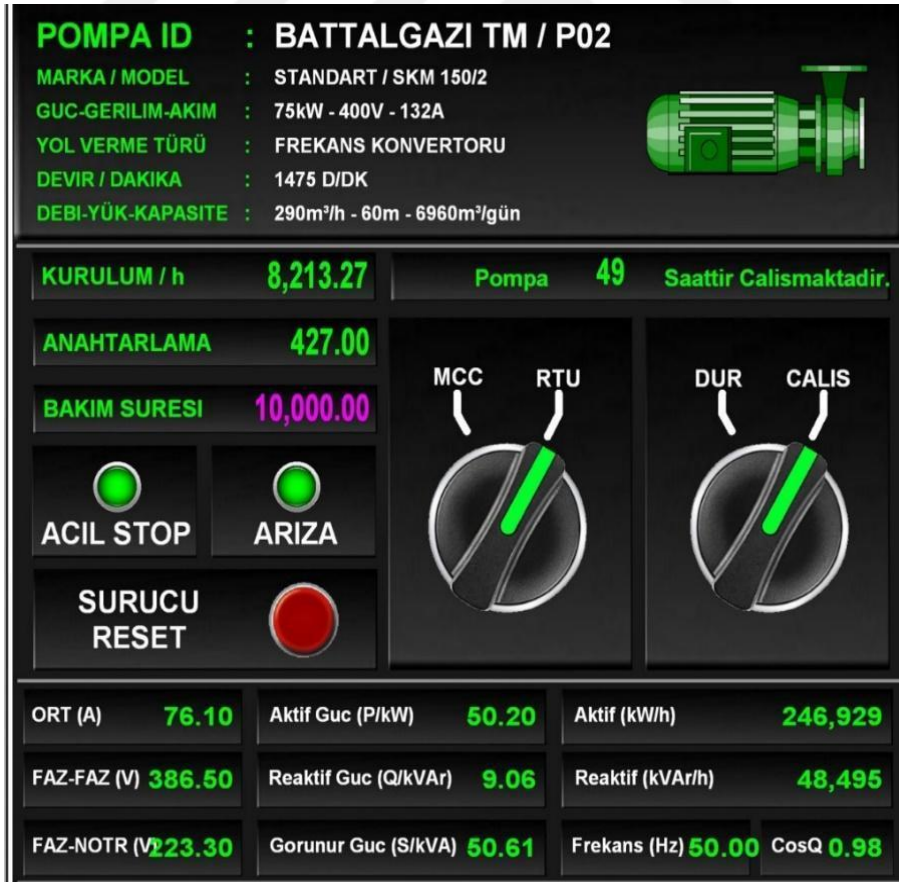 POMPA ID : BATTALGAZI TM / P02
MARKA / MODEL : STANDART / SKM 150/2
GUC-GERILIM-AKIM : 75kW - 400V - 132A
YOL VERME TÜRÜ : FREKANS KONVERTORU
DEVIR / DAKIKA : 1475 D/DK
DEBI-YÜK-KAPASITE : 290m³/h - 60m - 6960m³/gün
KURULUM / h 8,213.27
Pompa 49 Saattir Calismaktadir.
ANAHTARLAMA 427.00
BAKIM SURESI 10,000.00
MCC RTU
DUR CALIS
ACIL STOP
ARIZA
SURUCU
RESET
ORT (A) 76.10 Aktif Guc (P/kW) 50.20 Aktif (kW/h) 246,929
FAZ-FAZ (V) 386.50 Reaktif Guc (Q/kVAr) 9.06 Reaktif (kVAr/h) 48,495
FAZ-NOTR (V) 223.30 Gorunur Guc (S/kVA) 50.61 Frekans (Hz) 50.00 CosQ 0.98